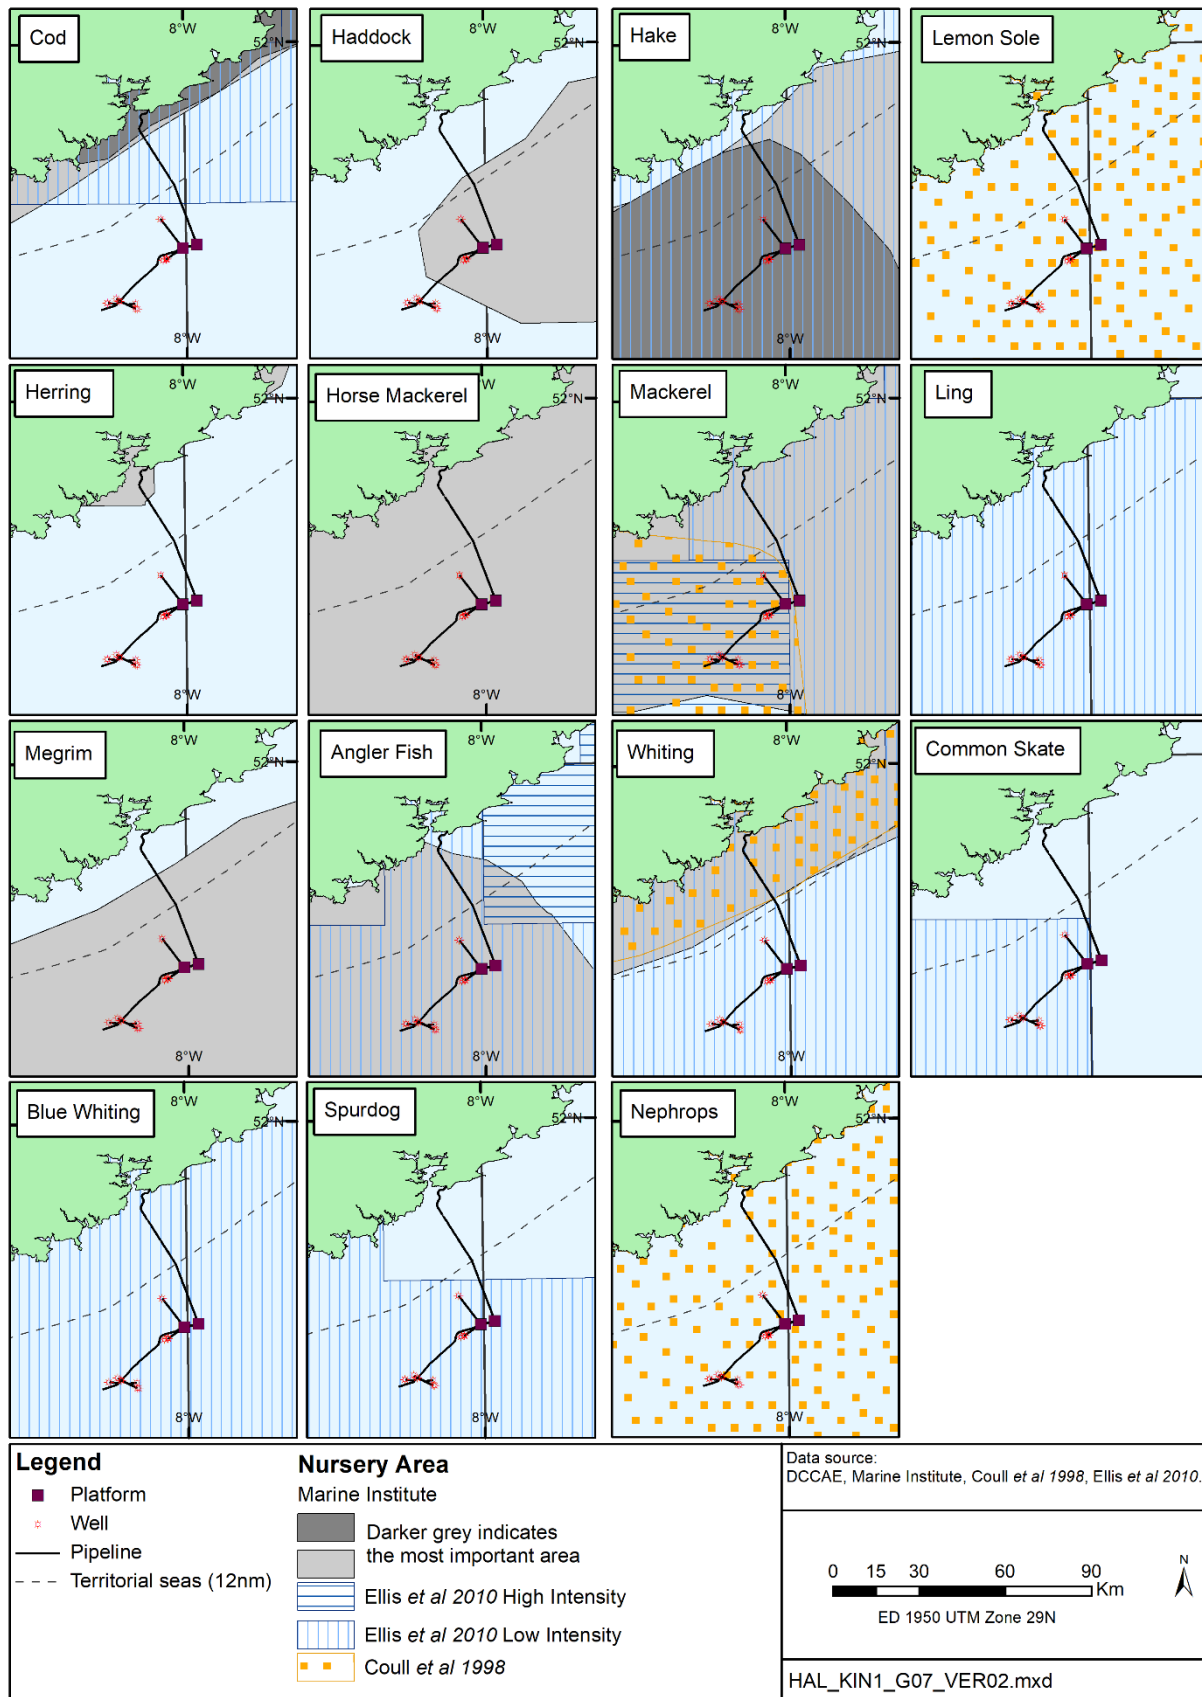 Cod
8°W
52°N
8°W
Haddock
8°W
8°W
Hake
8°W
52°N
8°W
Lemon Sole
Herring
8°W
52°N
8°W
Horse Mackerel
8°W
8°W
Mackerel
8°W
52°N
8°W
Ling
Megrim
8°W
52°N
8°W
Angler Fish
8°W
8°W
Whiting
8°W
52°N
8°W
Common Skate
Blue Whiting
8°W
52°N
8°W
Spurdog
8°W
8°W
Nephrops
8°W
52°N
8°W
Legend
Platform
Well
Pipeline
Territorial seas (12nm)
Nursery Area
Marine Institute
Darker grey indicates
the most important area
Ellis et al 2010 High Intensity
Ellis et al 2010 Low Intensity
Coull et al 1998
Data source:
DCCAE, Marine Institute, Coull et al 1998, Ellis et al 2010.
0 15 30 60 90
Km
N
ED 1950 UTM Zone 29N
HAL_KIN1_G07_VER02.mxd